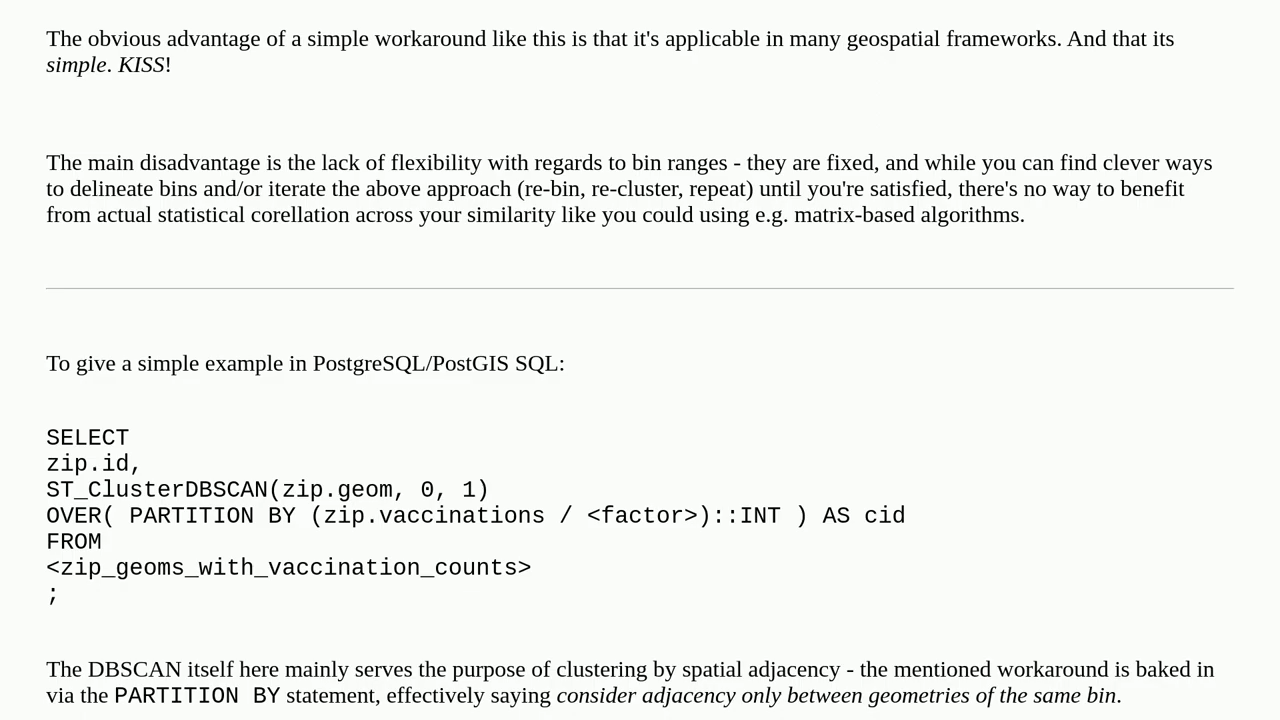 The obvious advantage of a simple workaround like this is that it's applicable in many geospatial frameworks. And that its
simple. KISS!
The main disadvantage is the lack of flexibility with regards to bin ranges - they are fixed, and while you can find clever ways
to delineate bins and/or iterate the above approach (re-bin, re-cluster, repeat) until you're satisfied, there's no way to benefit
from actual statistical corellation across your similarity like you could using e.g. matrix-based algorithms.
To give a simple example in PostgreSQL/PostGIS SQL:
SELECT
zip.id,
ST_ClusterDBSCAN(zip.geom, 0, 1)
OVER( PARTITION BY (zip.vaccinations / <factor>)::INT ) AS cid
FROM
<zip_geoms_with_vaccination_counts>
;
The DBSCAN itself here mainly serves the purpose of clustering by spatial adjacency - the mentioned workaround is baked in
via the PARTITION BY statement, effectively saying consider adjacency only between geometries of the same bin.